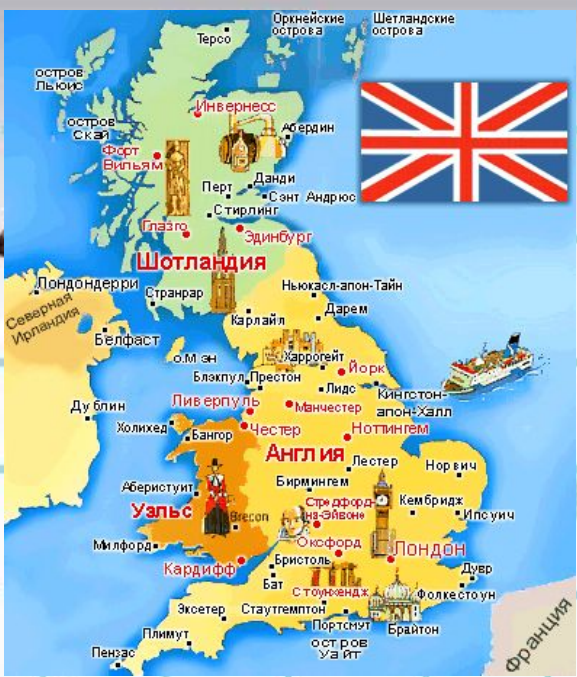 Оркнейские
острова
Шетландские
острова
Терсо
остров
Льюис
остров
Скай
Инвернесс
Абердин
Форт
Вильям
Данди
Перт
Сэнт Андрюс
Стирлинг
Глазго
Эдинбург
Шотландия
Лондондерри
Северная
Ирландия
Странрар
Ньюкасл-апон-Тайн
Дарем
Карлайл
Белфаст
о.Мэн
Харрогейт
Йорк
Блэкпул
Престон
Лидс
Кингстон-
апон-Халл
Ливерпуль
Манчестер
Дублин
Холихед
Бангор
Честер
Ноттингем
Англия
Лестер
Норвич
Бирмингем
Аберистуит
Стредфорд-
на-Эйвоне
Кембридж
Ипсуич
Уэльс
Brecon
Милфорд
Оксфорд
Лондон
Кардифф
Бристоль
Бат
Дувр
Фолкестоун
Стоунхендж
Эксетер
Саутгемптон
Портсмут
Брайтон
Плимут
остров
Уайт
Пензас
Франция